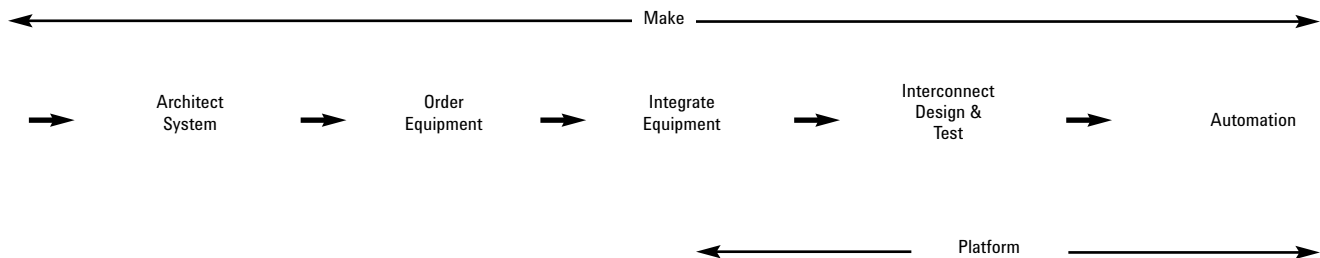 Make
Architect
System
Order
Equipment
Integrate
Equipment
Interconnect
Design &
Test
Automation
Platform